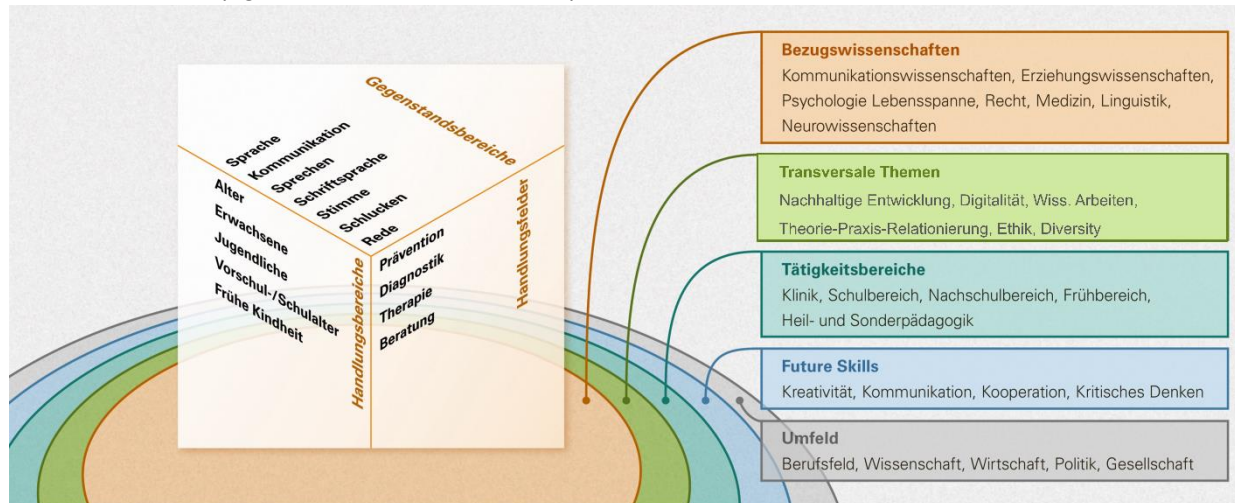 Gegenstandsbereiche
Sprache
Kommunikation
Sprechen
Schriftsprache
Stimme
Schlucken
Rede
Alter
Erwachsene
Jugendliche
Vorschul-/Schulalter
Frühe Kindheit
Handlungsbereiche
Prävention
Diagnostik
Therapie
Beratung
Handlungsfelder
Bezugswissenschaften
Kommunikationswissenschaften, Erziehungswissenschaften,
Psychologie Lebensspanne, Recht, Medizin, Linguistik,
Neurowissenschaften
Transversale Themen
Nachhaltige Entwicklung, Digitalität, Wiss. Arbeiten,
Theorie-Praxis-Relationierung, Ethik, Diversity
Tätigkeitsbereiche
Klinik, Schulbereich, Nachschulbereich, Frühbereich,
Heil- und Sonderpädagogik
Future Skills
Kreativität, Kommunikation, Kooperation, Kritisches Denken
Umfeld
Berufsfeld, Wissenschaft, Wirtschaft, Politik, Gesellschaft